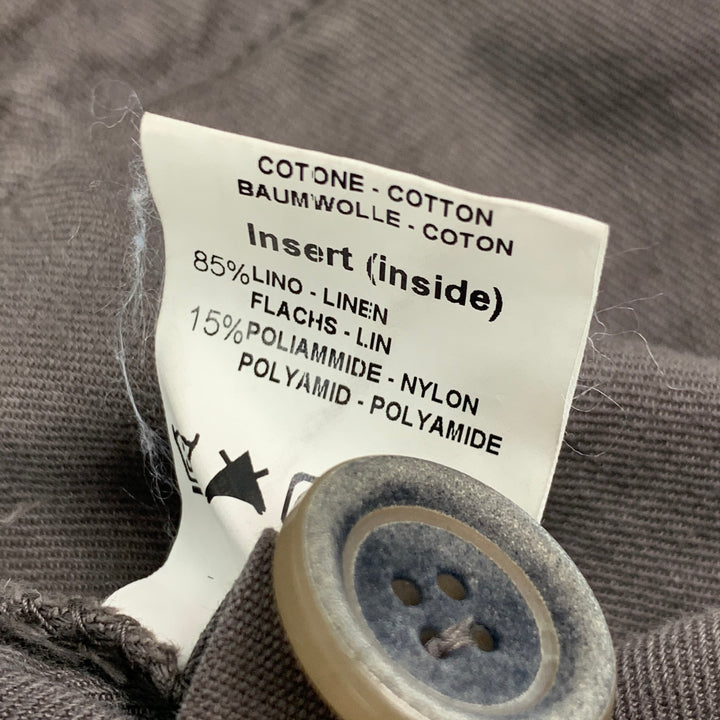 COTONE - COTTON
BAUMWOLLE - COTON
Insert (inside)
85% LINO - LINEN
FLACHS - LIN
15% POLIAMMIDE - NYLON
POLYAMID - POLYAMIDE